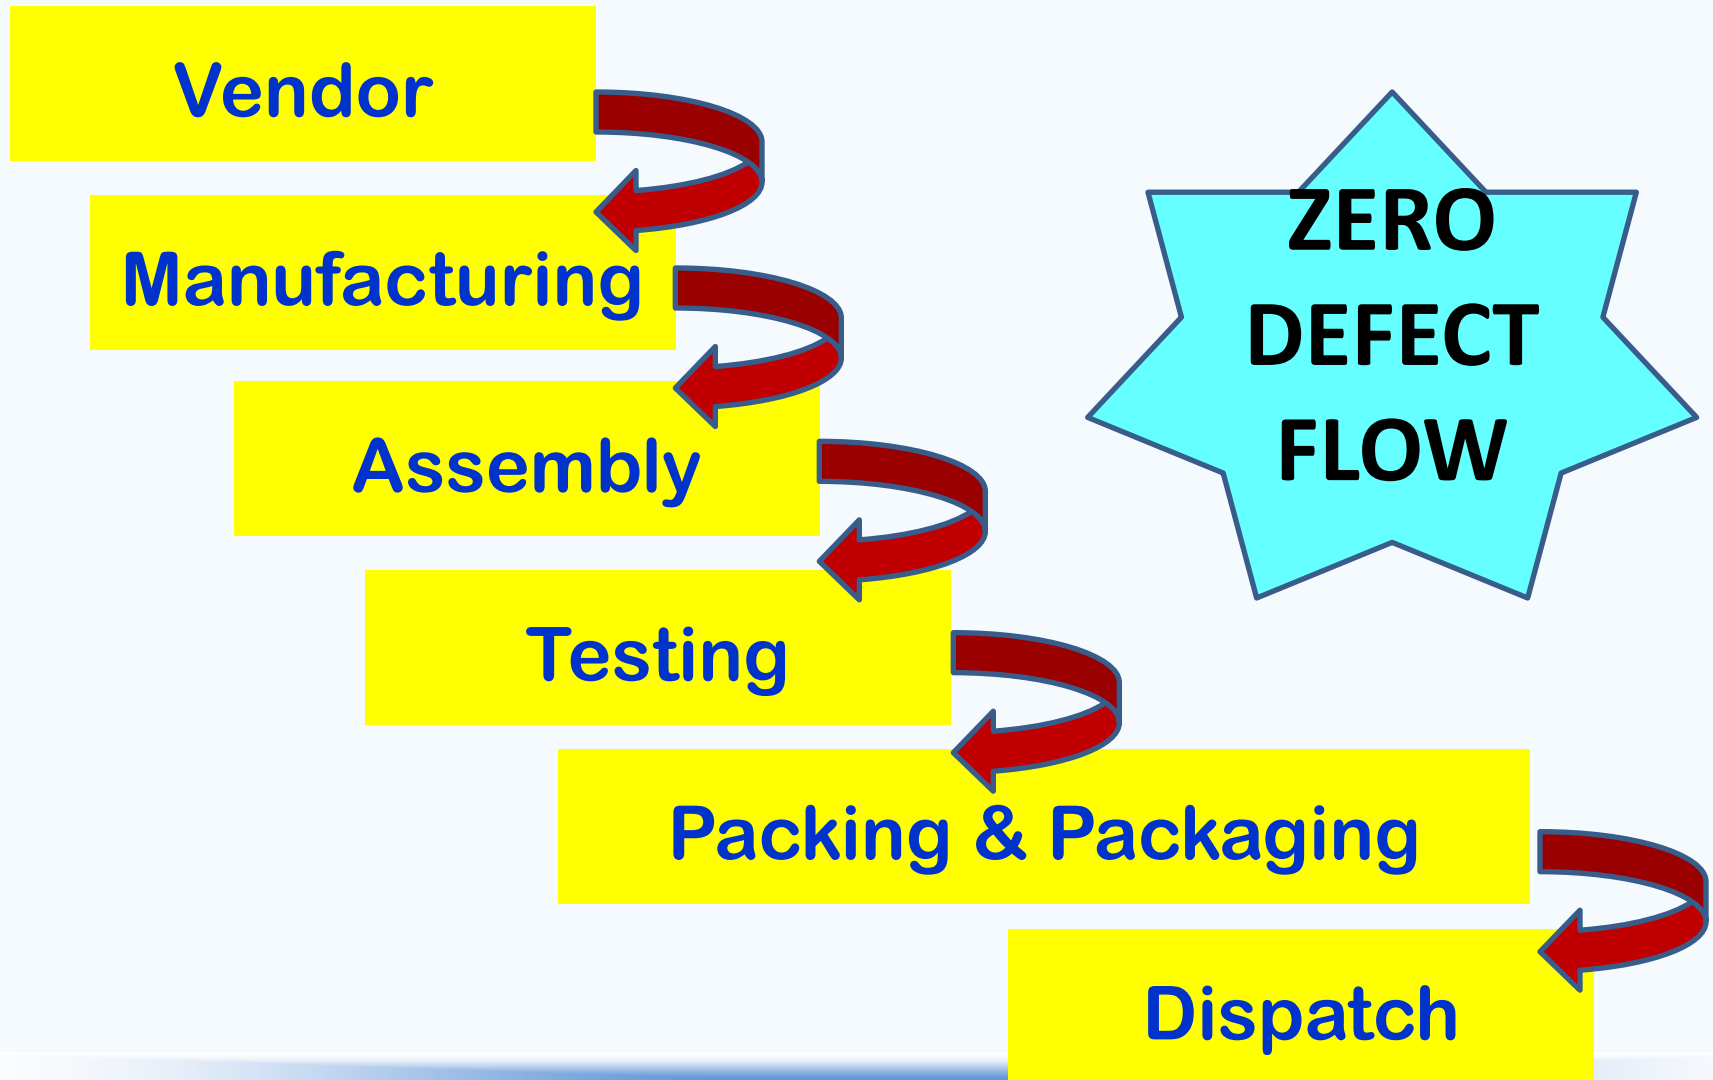 Vendor
Manufacturing
Assembly
Testing
Packing & Packaging
Dispatch
ZERO
DEFECT
FLOW